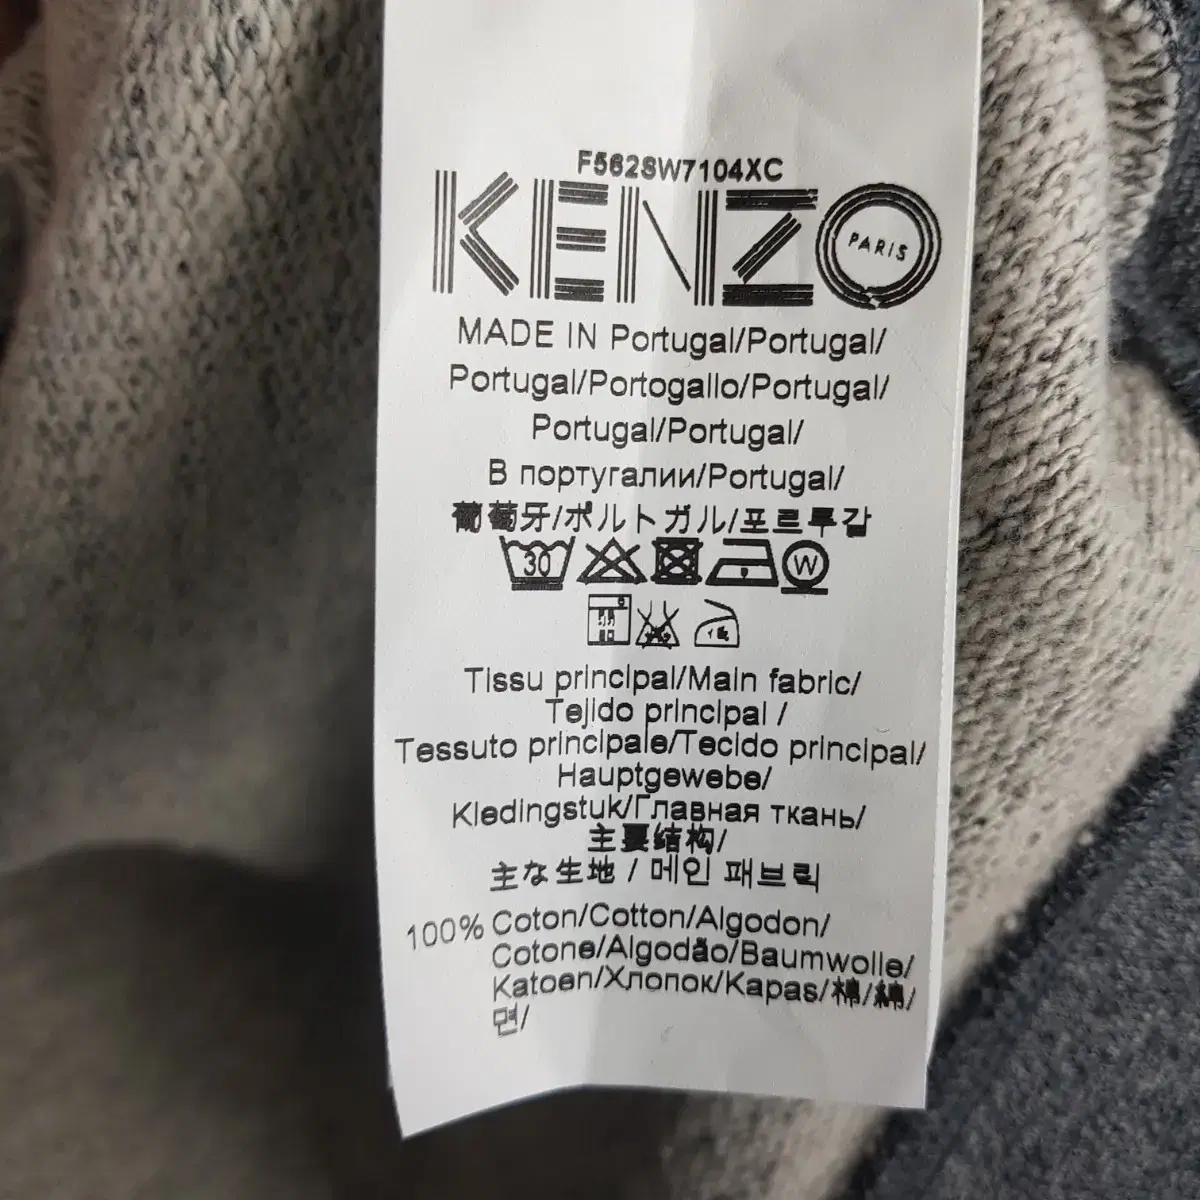 F562SW7104XC
KENZO
PARIS
MADE IN Portugal/Portugal/
Portugal/Portogallo/Portugal/
Portugal/Portugal/
В португалии/Portugal/
葡萄牙/ポルトガル/포르투갈
30 W
Tissu principal/Main fabric/
Tejido principal /
Tessuto principale/Tecido principal/
Hauptgewebe/
Kledingstuk/Главная ткань/
主要结构/
主な生地 / 메인 패브릭
100% Coton/Cotton/Algodon/
Cotone/Algodão/Baumwolle/
Katoen/Хлопок/Kapas/棉/綿/
면/